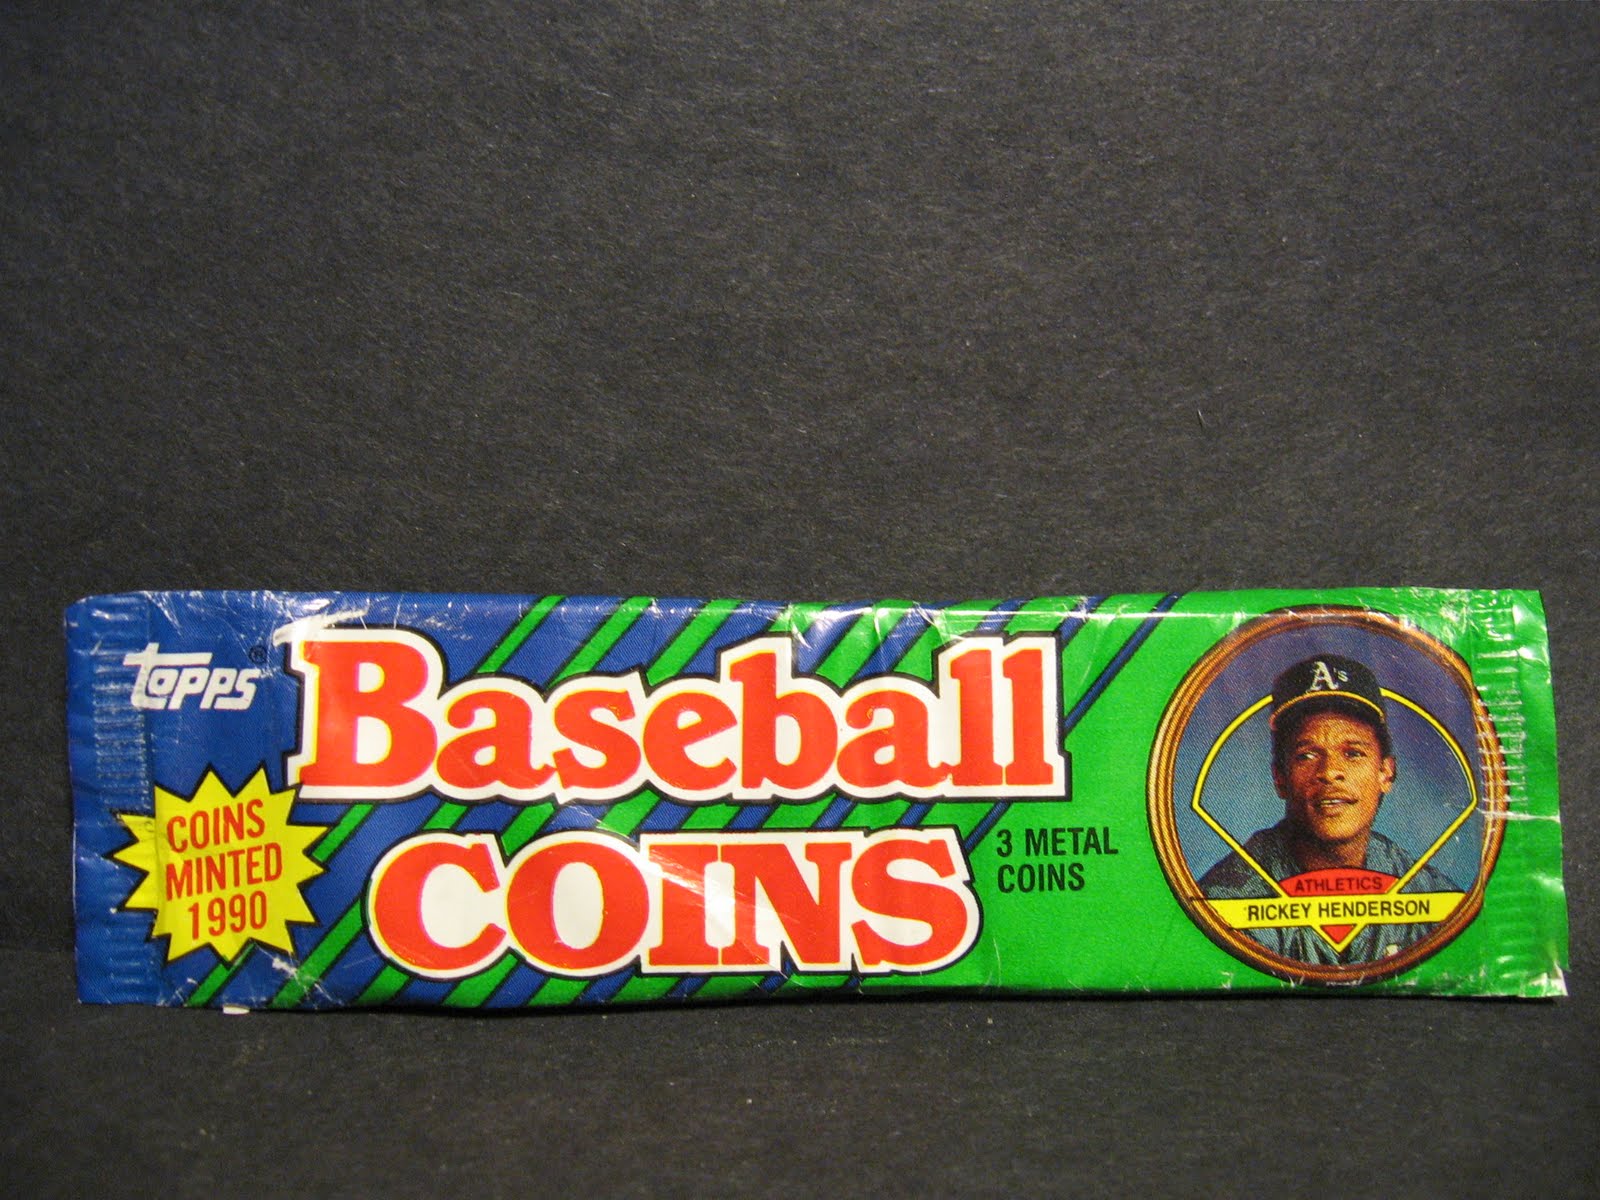 TOPPS®
Baseball
COINS
COINS
MINTED
1990
3 METAL
COINS
A's
ATHLETICS
RICKEY HENDERSON